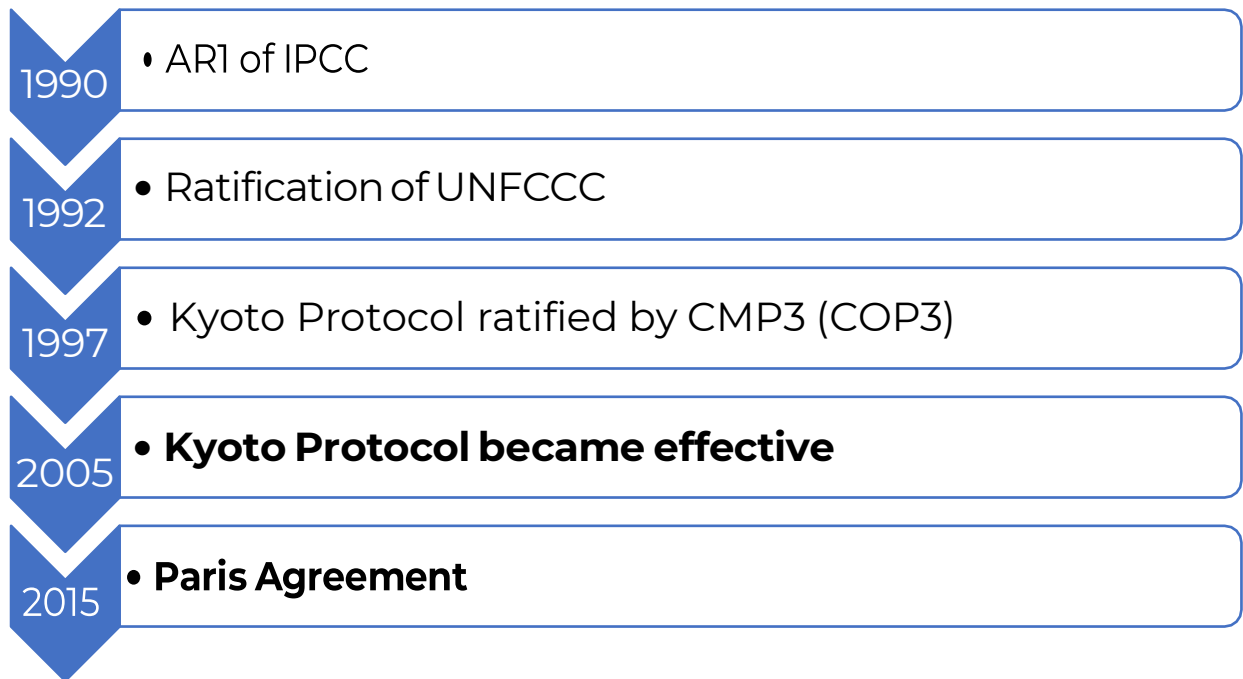 1990
• AR1 of IPCC
1992
• Ratification of UNFCCC
1997
• Kyoto Protocol ratified by CMP3 (COP3)
2005
• Kyoto Protocol became effective
2015
• Paris Agreement